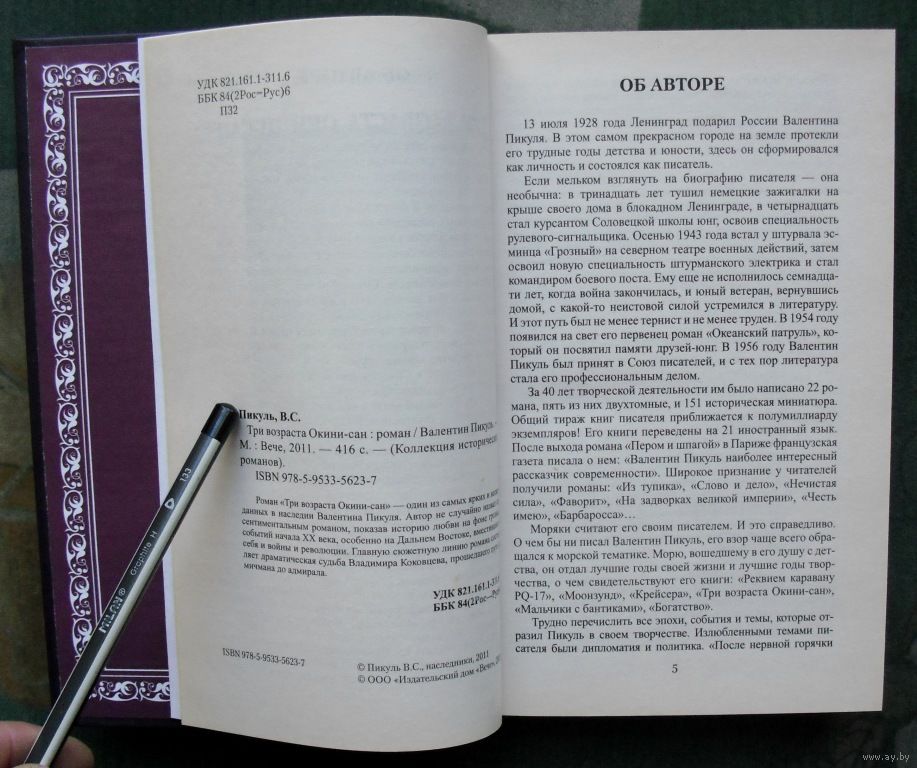 УДК 821.161.1-311.6
ББК 84(2Рос=Рус)6
П32
Пикуль, В.С.
Три возраста Окини-сан : роман / Валентин Пикуль
М. : Вече, 2011. — 416 с. — (Коллекция историчес
романов).
ISBN 978-5-9533-5623-7
Роман «Три возраста Окини-сан» — один из самых ярких в
данных в наследии Валентина Пикуля. Автор не случайно
сентиментальным романом, показав историю любви на фоне
событий начала XX века, особенно на Дальнем Востоке,
себя и войны и революции. Главную сюжетную линию романа
ляет драматическая судьба Владимира Коковцева, прошедшего
мичмана до адмирала.
УДК 821.161.1-31
ББК 84(2Рос=Рус
ISBN 978-5-9533-5623-7
© Пикуль В.С., наследники, 2011
© ООО «Издательский дом «Вече»
ОБ АВТОРЕ
13 июля 1928 года Ленинград подарил России Валентина
Пикуля. В этом самом прекрасном городе на земле протекли
его трудные годы детства и юности, здесь он сформировался
как личность и состоялся как писатель.
Если мельком взглянуть на биографию писателя — она
необычна: в тринадцать лет тушил немецкие зажигалки на
крыше своего дома в блокадном Ленинграде, в четырнадцать
стал курсантом Соловецкой школы юнг, освоив специальность
рулевого-сигнальщика. Осенью 1943 года встал у штурвала эс-
минца «Грозный» на северном театре военных действий, затем
освоил новую специальность штурманского электрика и стал
командиром боевого поста. Ему еще не исполнилось семнадца-
ти лет, когда война закончилась, и юный ветеран, вернувшись
домой, с какой-то неистовой силой устремился в литературу.
И этот путь был не менее тернист и не менее труден. В 1954 году
появился на свет его первенец роман «Океанский патруль», ко-
торый он посвятил памяти друзей-юнг. В 1956 году Валентин
Пикуль был принят в Союз писателей, и с тех пор литература
стала его профессиональным делом.
За 40 лет творческой деятельности им было написано 22 ро-
мана, пять из них двухтомные, и 151 историческая миниатюра.
Общий тираж книг писателя приближается к полумиллиарду
экземпляров! Его книги переведены на 21 иностранный язык.
После выхода романа «Пером и шпагой» в Париже французская
газета писала о нем: «Валентин Пикуль наиболее интересный
рассказчик современности». Широкое признание у читателей
получили романы: «Из тупика», «Слово и дело», «Нечистая
сила», «Фаворит», «На задворках великой империи», «Честь
имею», «Барбаросса»…
Моряки считают его своим писателем. И это справедливо.
О чем бы ни писал Валентин Пикуль, его взор чаще всего обра-
щался к морской тематике. Морю, вошедшему в его душу с дет-
ства, он отдал лучшие годы своей жизни и лучшие годы твор-
чества, о чем свидетельствуют его книги: «Реквием каравану
PQ-17», «Моонзунд», «Крейсера», «Три возраста Окини-сан»,
«Мальчики с бантиками», «Богатство».
Трудно перечислить все эпохи, события и темы, которые от-
разил Пикуль в своем творчестве. Излюбленными темами пи-
сателя были дипломатия и политика. «После нервной горячки
5
MILAN® Graphite H 133
www.ay.by